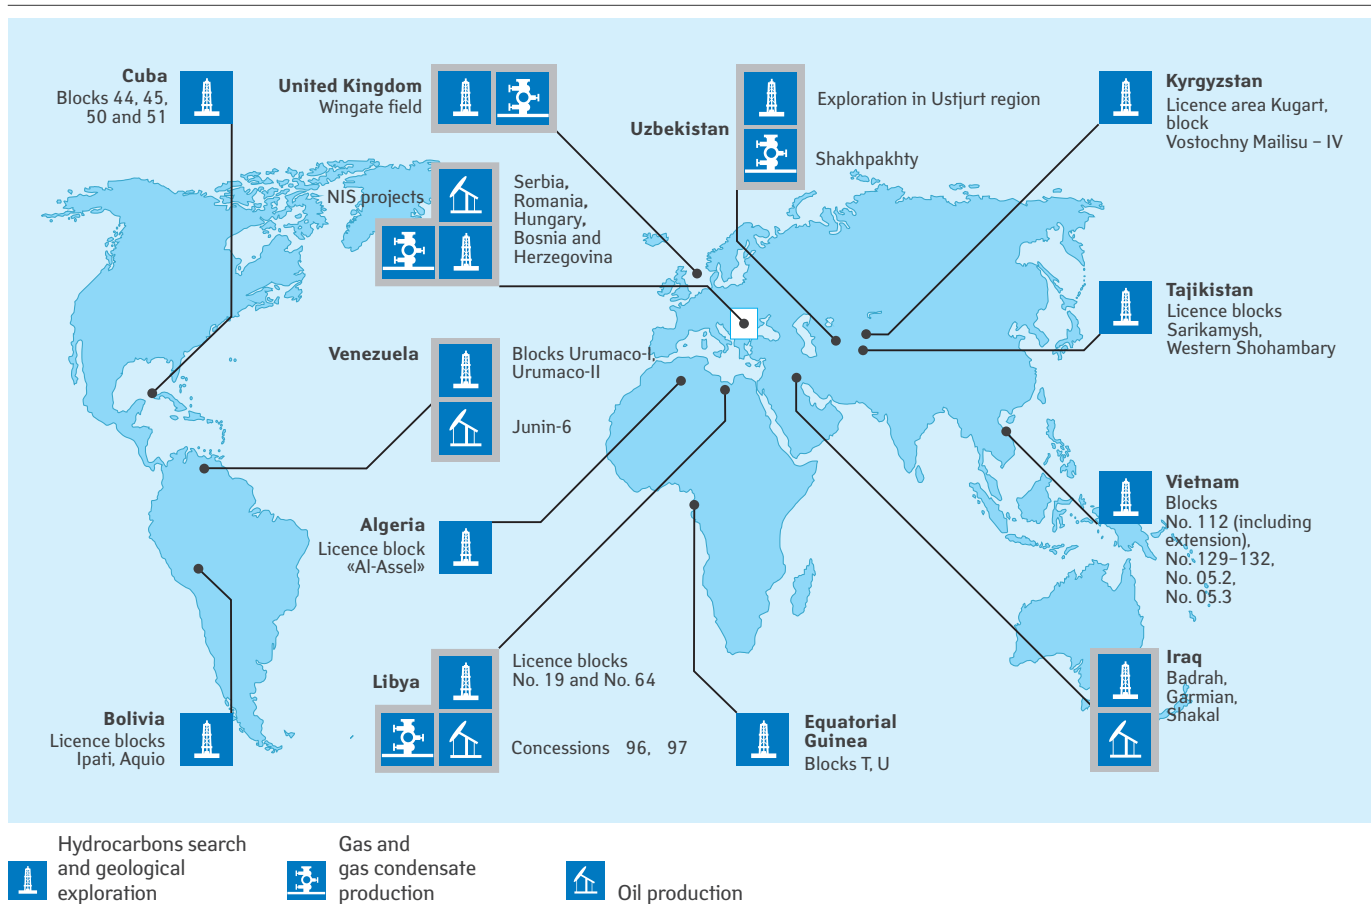 Cuba
Blocks 44, 45,
50 and 51
United Kingdom
Wingate field
Uzbekistan
Exploration in Ustjurt region
Shakhpakhty
Kyrgyzstan
Licence area Kugart,
block
Vostochny Mailisu – IV
NIS projects
Serbia,
Romania,
Hungary,
Bosnia and
Herzegovina
Tajikistan
Licence blocks
Sarikamysh,
Western Shohambary
Venezuela
Blocks Urumaco-I,
Urumaco-II
Junin-6
Vietnam
Blocks
No. 112 (including
extension),
No. 129–132,
No. 05.2,
No. 05.3
Algeria
Licence block
«Al-Assel»
Libya
Licence blocks
No. 19 and No. 64
Concessions 96, 97
Iraq
Badrah,
Garmian,
Shakal
Bolivia
Licence blocks
Ipati, Aquio
Equatorial
Guinea
Blocks T, U
Hydrocarbons search
and geological
exploration
Gas and
gas condensate
production
Oil production